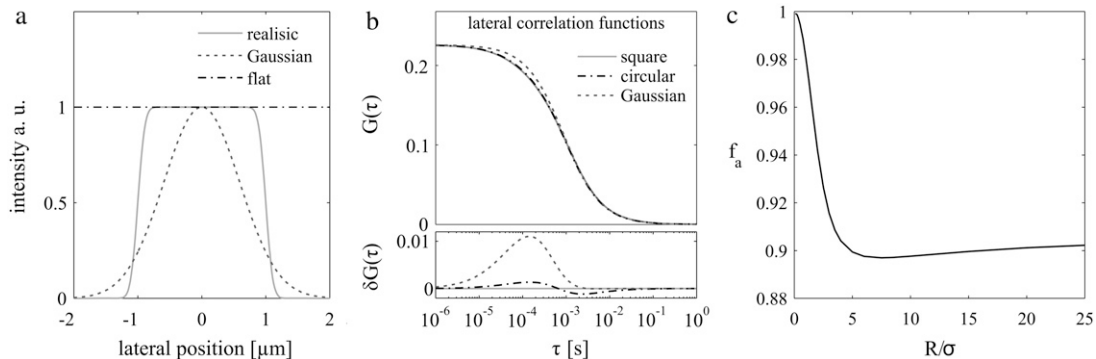 a
realisic
Gaussian
flat
intensity a. u.
1
0.5
0
-2
-1
0
1
2
lateral position [µm]
b
lateral correlation functions
square
circular
Gaussian
G(τ)
0.2
0.1
0
δG(τ)
0.01
0
10⁻⁶
10⁻⁵
10⁻⁴
10⁻³
10⁻²
10⁻¹
10⁰
τ [s]
c
fₐ
1
0.98
0.96
0.94
0.92
0.9
0.88
0
5
10
15
20
25
R/σ